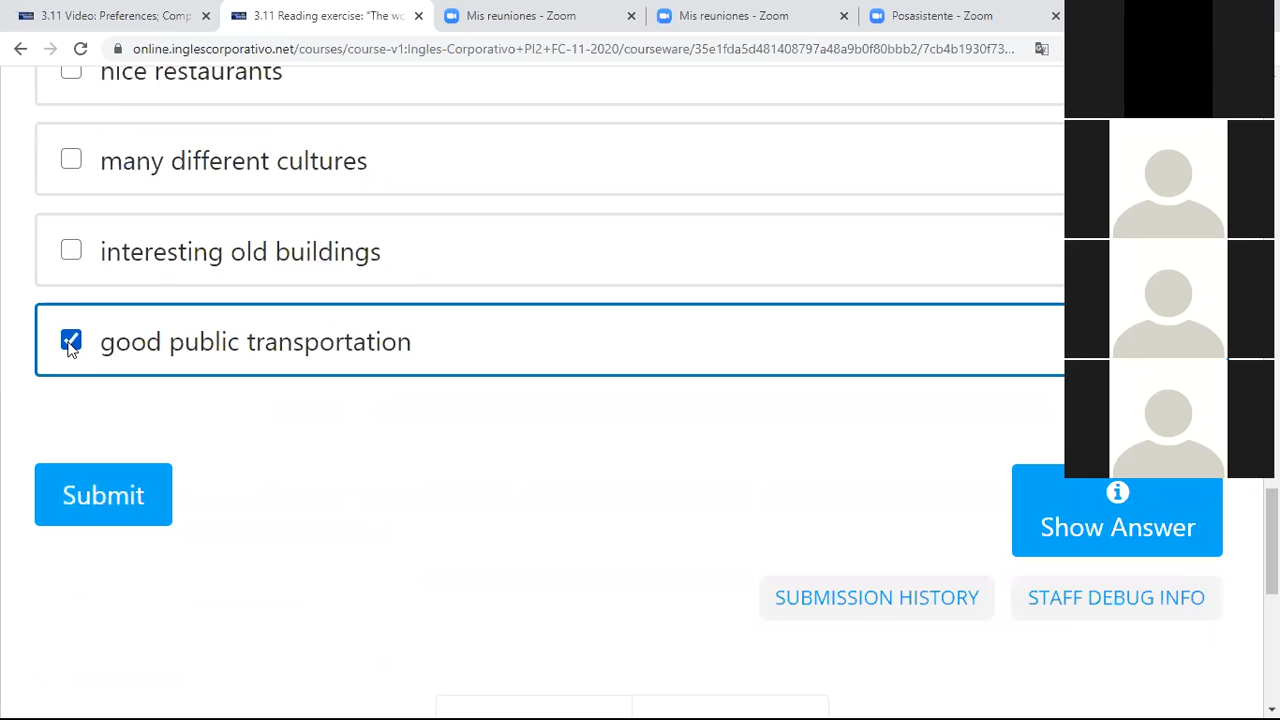 3.11 Video: Preferences; Comp
3.11 Reading exercise: "The wo
Mis reuniones - Zoom
Mis reuniones - Zoom
Posasistente - Zoom
online.inglescorporativo.net/courses/course-v1:Ingles-Corporativo+PI2+FC-11-2020/courseware/35e1fda5d481408797a48a9b0f80bbb2/7cb4b1930f73...
nice restaurants
many different cultures
interesting old buildings
good public transportation
Submit
Show Answer
SUBMISSION HISTORY
STAFF DEBUG INFO